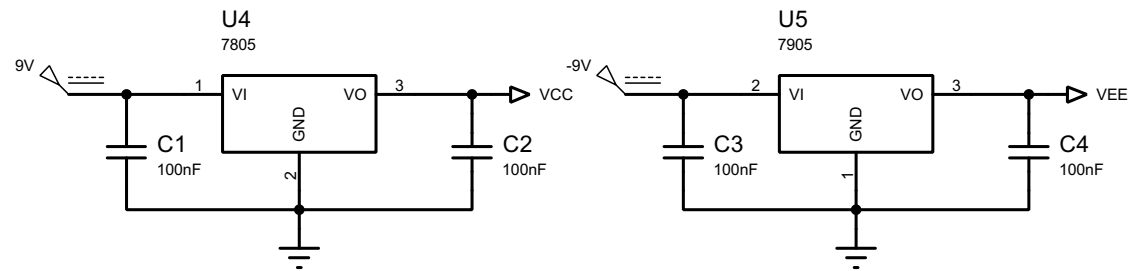 U4
7805
9V
1
VI
VO
3
VCC
GND
2
C1
100nF
C2
100nF
U5
7905
-9V
2
VI
VO
3
VEE
GND
1
C3
100nF
C4
100nF